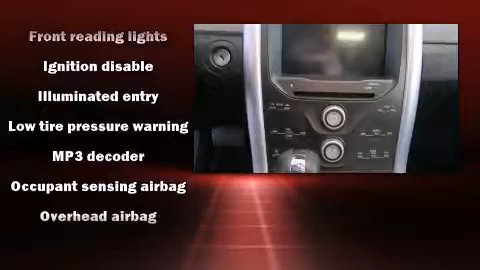 Front reading lights
Ignition disable
Illuminated entry
Low tire pressure warning
MP3 decoder
Occupant sensing airbag
Overhead airbag